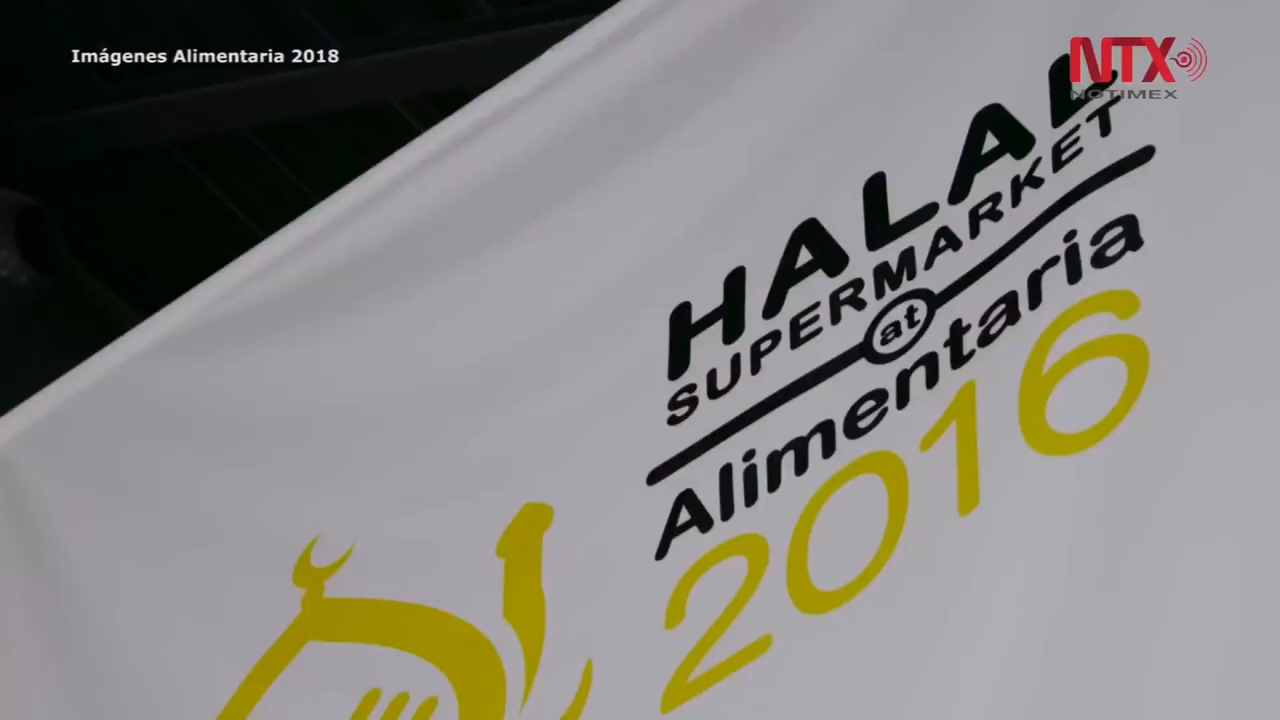 Imágenes Alimentaria 2018
NTX
NOTIMEX
HALAL
SUPERMARKET
at
Alimentaria
2016